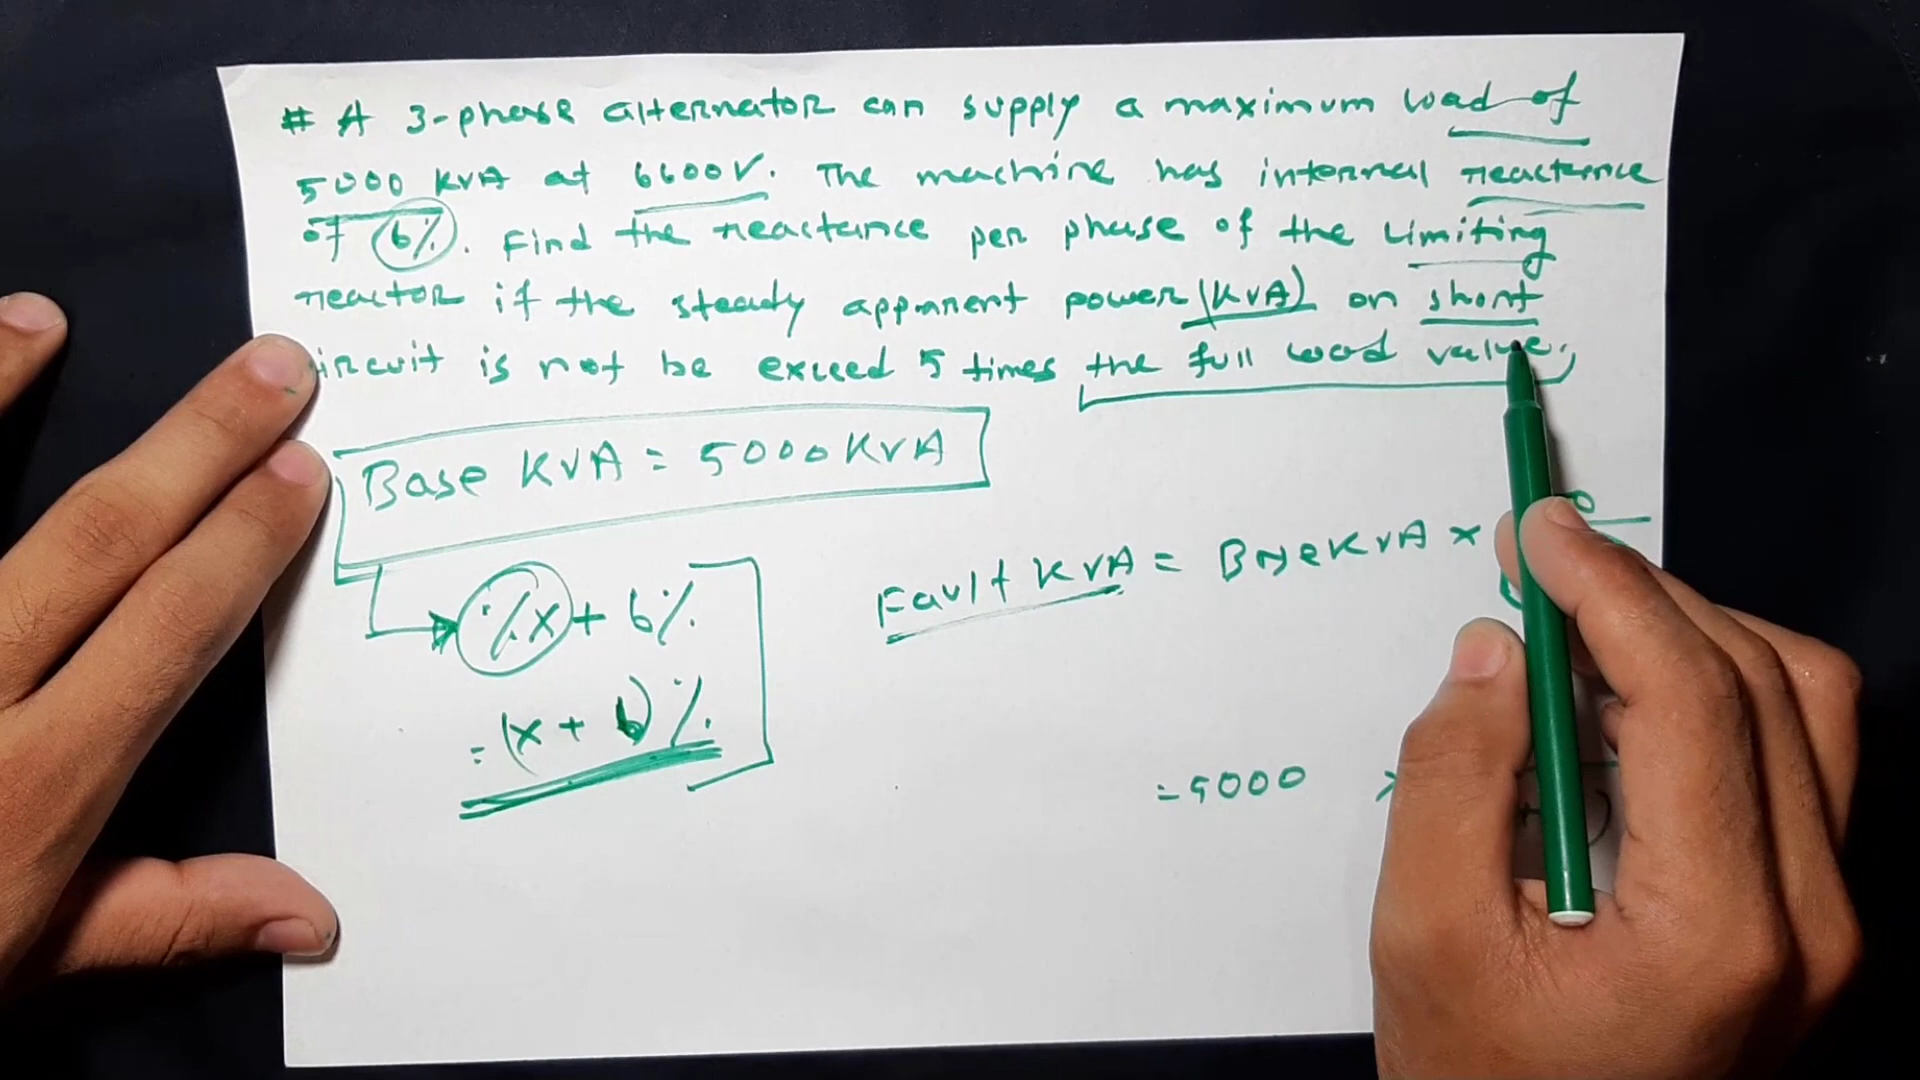 # A 3-phase alternator can supply a maximum load of
5000 KVA at 6600V. The machine has internal reactance
of 6%. Find the reactance per phase of the limiting
reactor if the steady apparent power (KVA) on short
circuit is not be exceed 5 times the full load value.
Base KVA = 5000 KVA
%X + 6%
= (X + 6) %
Fault KVA = Base KVA ×
= 5000